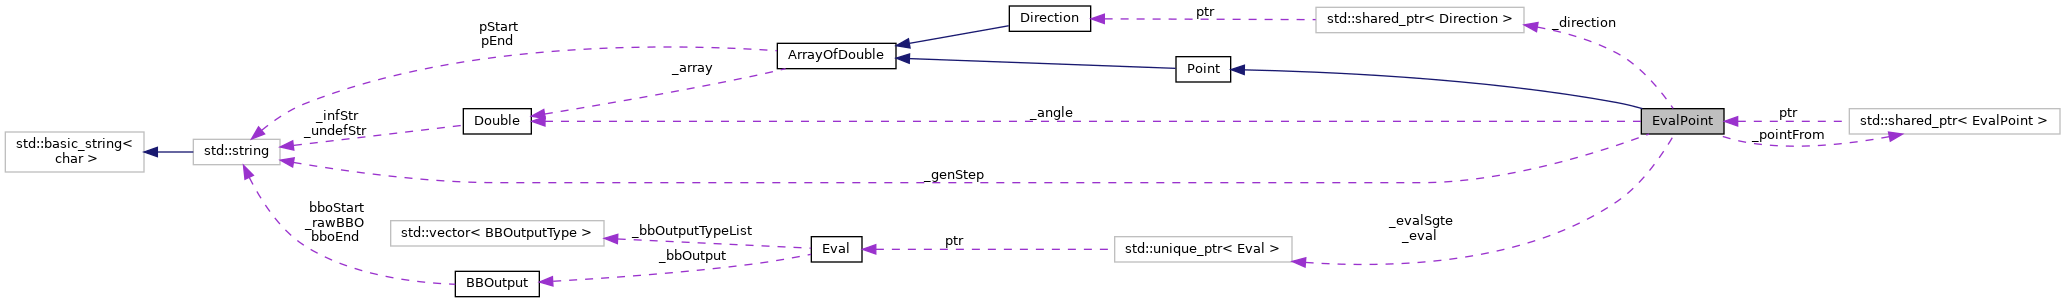 pStart
pEnd
Direction
ptr
std::shared_ptr< Direction >
_direction
ArrayOfDouble
_array
Point
_infStr
_undefStr
Double
_angle
EvalPoint
ptr
std::shared_ptr< EvalPoint >
_pointFrom
std::basic_string<
char >
std::string
_genStep
bboStart
_rawBBO
bboEnd
std::vector< BBOutputType >
_bbOutputTypeList
_bbOutput
Eval
ptr
std::unique_ptr< Eval >
_evalSgte
_eval
BBOutput